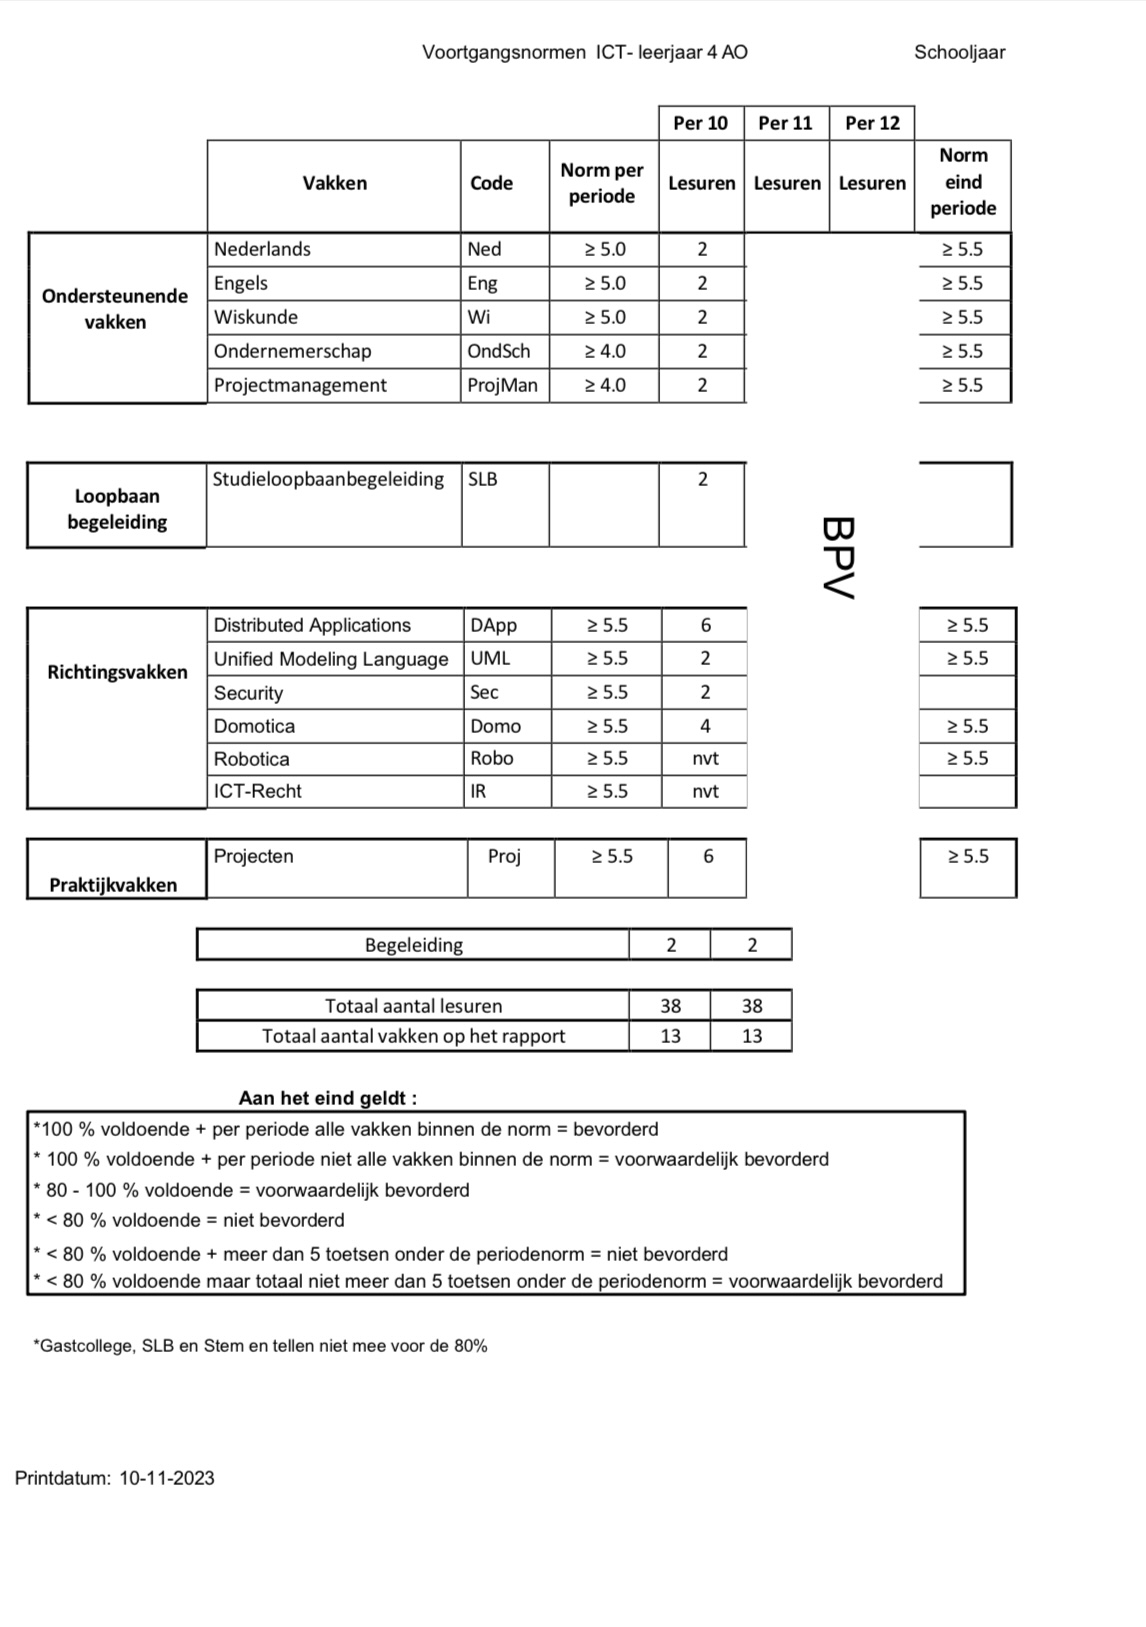 Voortgangsnormen ICT- leerjaar 4 AO Schooljaar
Per 10 Per 11 Per 12
Vakken Code Norm per periode Lesuren Lesuren Lesuren Norm eind periode
Ondersteunende vakken
Nederlands Ned ≥ 5.0 2 ≥ 5.5
Engels Eng ≥ 5.0 2 ≥ 5.5
Wiskunde Wi ≥ 5.0 2 ≥ 5.5
Ondernemerschap OndSch ≥ 4.0 2 ≥ 5.5
Projectmanagement ProjMan ≥ 4.0 2 ≥ 5.5
Loopbaan begeleiding
Studieloopbaanbegeleiding SLB 2
BPV
Richtingsvakken
Distributed Applications DApp ≥ 5.5 6 ≥ 5.5
Unified Modeling Language UML ≥ 5.5 2 ≥ 5.5
Security Sec ≥ 5.5 2
Domotica Domo ≥ 5.5 4 ≥ 5.5
Robotica Robo ≥ 5.5 nvt ≥ 5.5
ICT-Recht IR ≥ 5.5 nvt
Praktijkvakken
Projecten Proj ≥ 5.5 6 ≥ 5.5
Begeleiding 2 2
Totaal aantal lesuren 38 38
Totaal aantal vakken op het rapport 13 13
Aan het eind geldt :
*100 % voldoende + per periode alle vakken binnen de norm = bevorderd
* 100 % voldoende + per periode niet alle vakken binnen de norm = voorwaardelijk bevorderd
* 80 - 100 % voldoende = voorwaardelijk bevorderd
* < 80 % voldoende = niet bevorderd
* < 80 % voldoende + meer dan 5 toetsen onder de periodenorm = niet bevorderd
* < 80 % voldoende maar totaal niet meer dan 5 toetsen onder de periodenorm = voorwaardelijk bevorderd
*Gastcollege, SLB en Stem en tellen niet mee voor de 80%
Printdatum: 10-11-2023